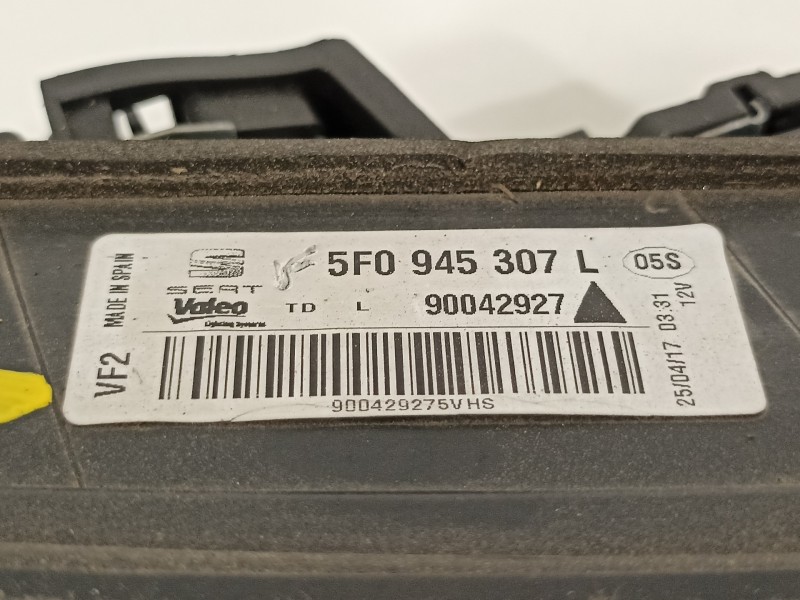 5F0 945 307 L 05S
SEAT
Valeo
Lighting Systems
TD L 90042927
900429275VHS
MADE IN SPAIN
VF2
25/04/17 03:31
12V